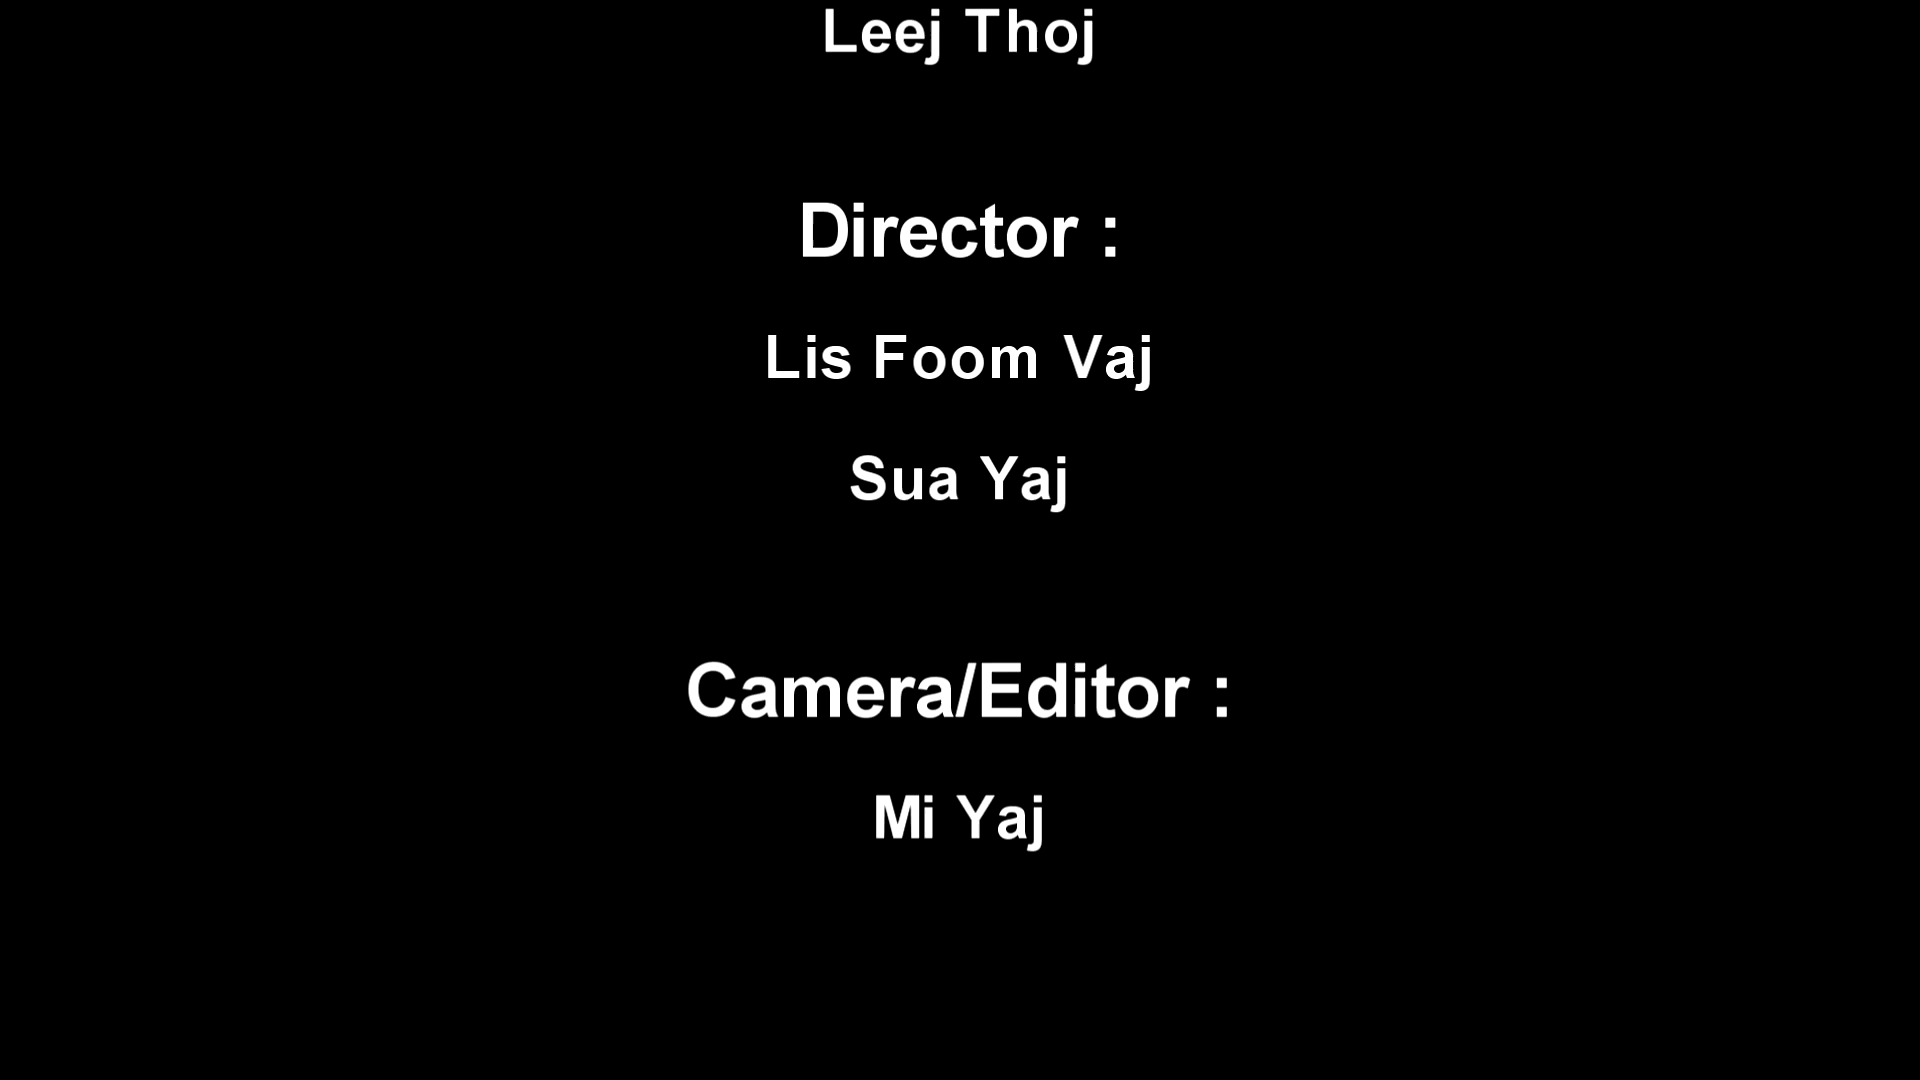 Leej Thoj
Director :
Lis Foom Vaj
Sua Yaj
Camera/Editor :
Mi Yaj